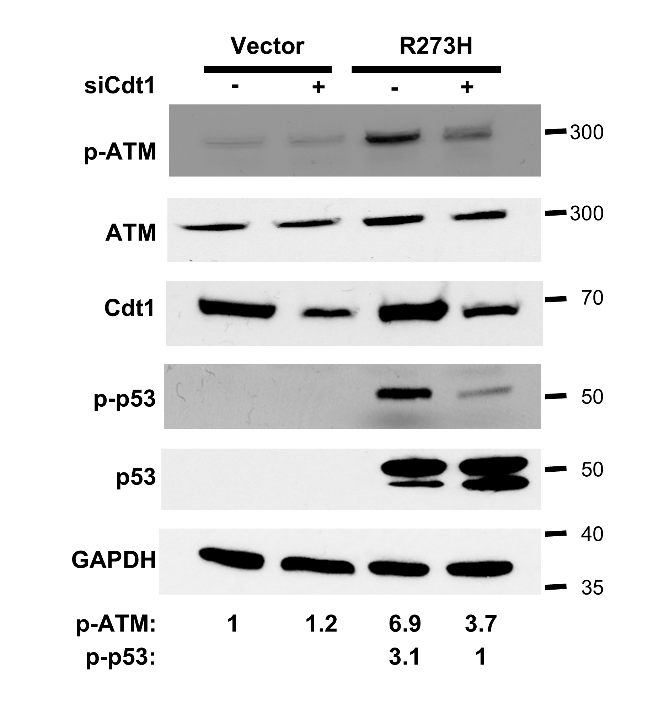 Vector R273H
siCdt1 - + - +
p-ATM 300
ATM 300
Cdt1 70
p-p53 50
p53 50
GAPDH 40
35
p-ATM: 1 1.2 6.9 3.7
p-p53: 3.1 1